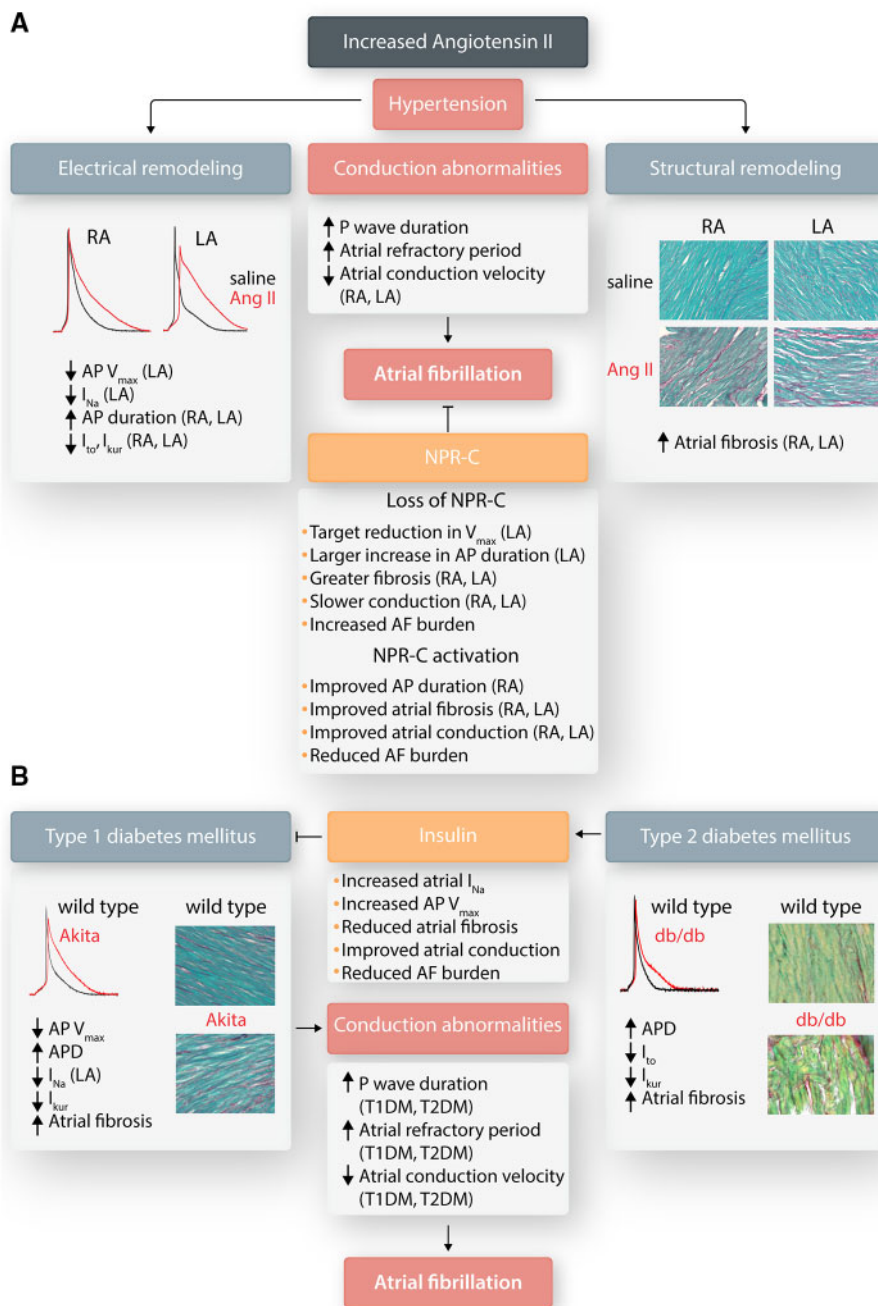 A
Increased Angiotensin II
Hypertension
Electrical remodeling
RA
LA
saline
Ang II
↓ AP Vmax (LA)
↓ INa (LA)
↑ AP duration (RA, LA)
↓ Ito, Ikur (RA, LA)
Conduction abnormalities
↑ P wave duration
↑ Atrial refractory period
↓ Atrial conduction velocity
(RA, LA)
Atrial fibrillation
Structural remodeling
RA
LA
saline
Ang II
↑ Atrial fibrosis (RA, LA)
NPR-C
Loss of NPR-C
• Target reduction in Vmax (LA)
• Larger increase in AP duration (LA)
• Greater fibrosis (RA, LA)
• Slower conduction (RA, LA)
• Increased AF burden
NPR-C activation
• Improved AP duration (RA)
• Improved atrial fibrosis (RA, LA)
• Improved atrial conduction (RA, LA)
• Reduced AF burden
B
Type 1 diabetes mellitus
wild type
Akita
wild type
Akita
↓ AP Vmax
↑ APD
↓ INa (LA)
↓ Ikur
↑ Atrial fibrosis
Insulin
• Increased atrial INa
• Increased AP Vmax
• Reduced atrial fibrosis
• Improved atrial conduction
• Reduced AF burden
Conduction abnormalities
↑ P wave duration
(T1DM, T2DM)
↑ Atrial refractory period
(T1DM, T2DM)
↓ Atrial conduction velocity
(T1DM, T2DM)
Atrial fibrillation
Type 2 diabetes mellitus
wild type
db/db
wild type
db/db
↑ APD
↓ Ito
↓ Ikur
↑ Atrial fibrosis